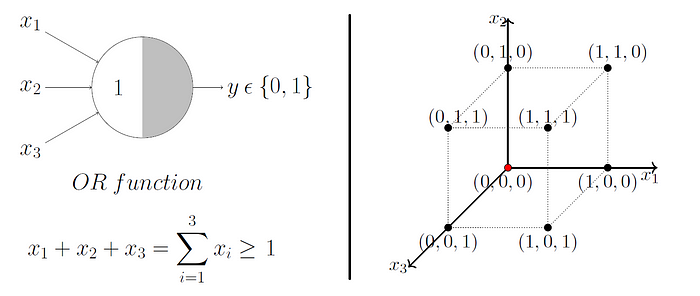 x₁
x₂
x₃
1
y ϵ {0, 1}
OR function
x₁ + x₂ + x₃ = ∑³ᵢ₌₁ xᵢ ≥ 1
x₂
(0, 1, 0)
(1, 1, 0)
(0, 1, 1)
(1, 1, 1)
(0, 0, 0)
(1, 0, 0)
x₁
(0, 0, 1)
(1, 0, 1)
x₃